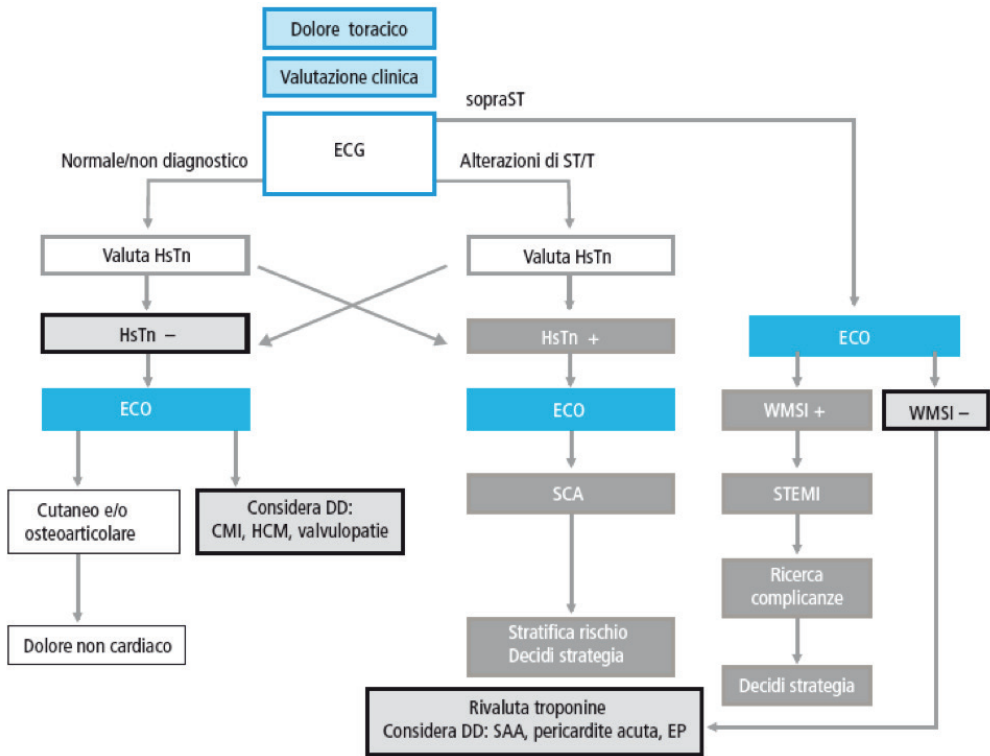 Dolore toracico
Valutazione clinica
sopraST
ECG
Normale/non diagnostico
Alterazioni di ST/T
Valuta HsTn
Valuta HsTn
HsTn –
HsTn +
ECO
ECO
ECO
WMSI +
WMSI –
Cutaneo e/o
osteoarticolare
Considera DD:
CMI, HCM, valvulopatie
SCA
STEMI
Ricerca
complicanze
Dolore non cardiaco
Stratifica rischio
Decidi strategia
Decidi strategia
Rivaluta troponine
Considera DD: SAA, pericardite acuta, EP